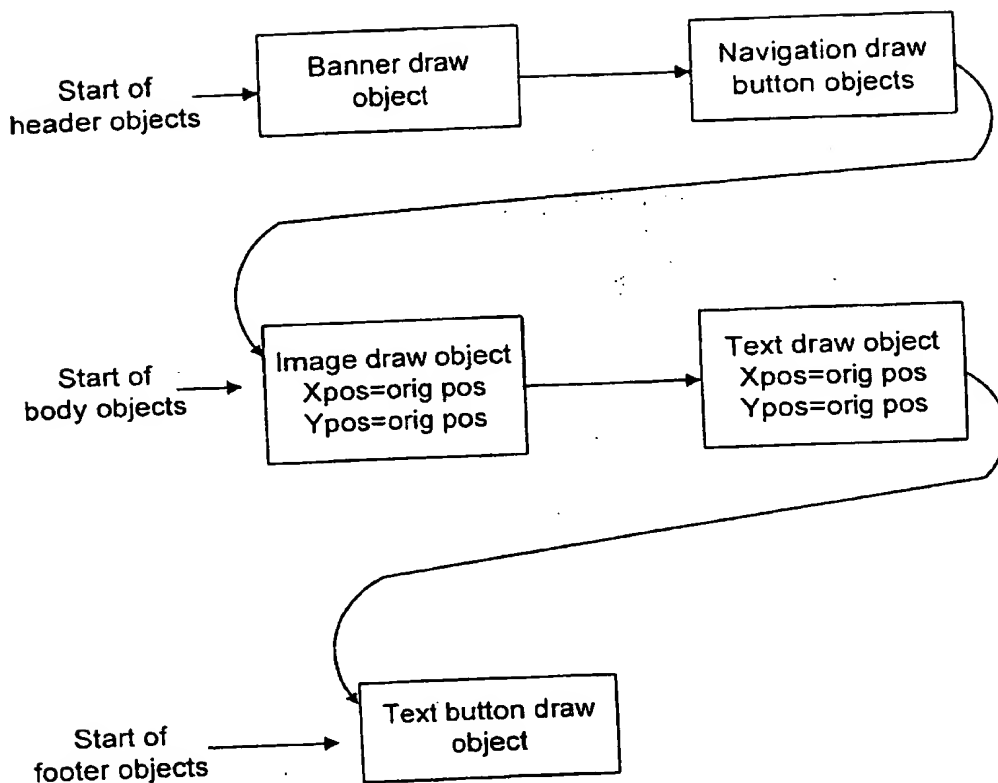 Start of
header objects
Banner draw
object
Navigation draw
button objects
Start of
body objects
Image draw object
Xpos=orig pos
Ypos=orig pos
Text draw object
Xpos=orig pos
Ypos=orig pos
Start of
footer objects
Text button draw
object